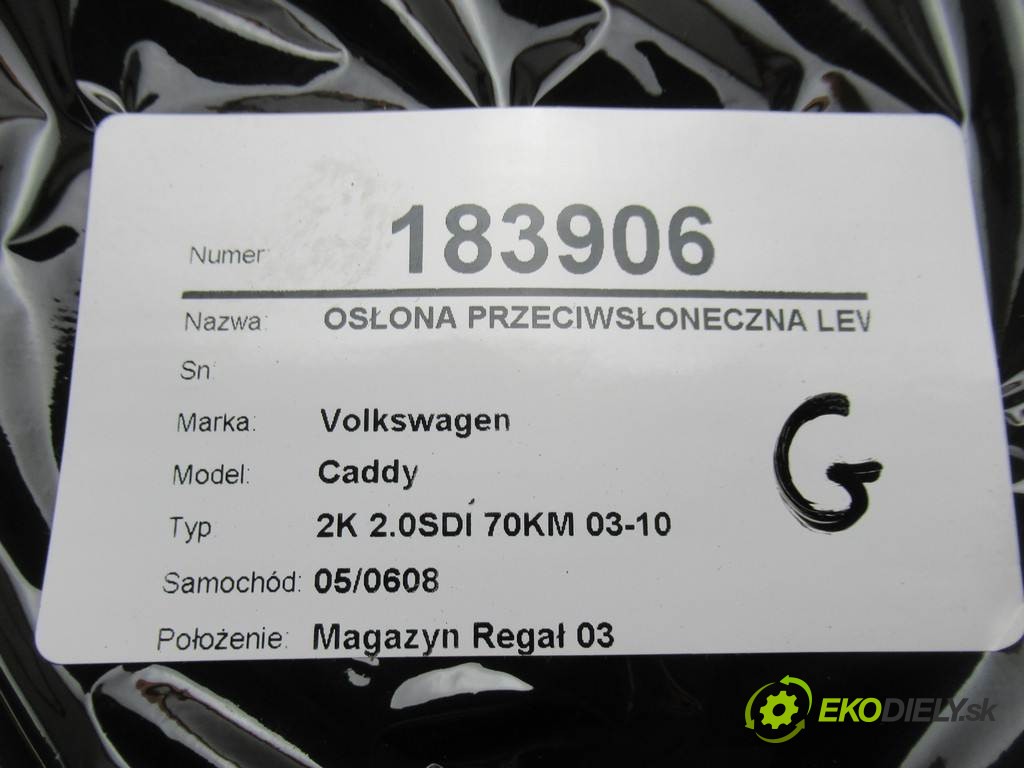 Numer: 183906
Nazwa: OSŁONA PRZECIWSŁONECZNA LEV
Sn:
Marka: Volkswagen
Model: Caddy
Typ 2K 2.0SDI 70KM 03-10
Samochód: 05/0608
Położenie: Magazyn Regał 03
G
EKODIELY.sk